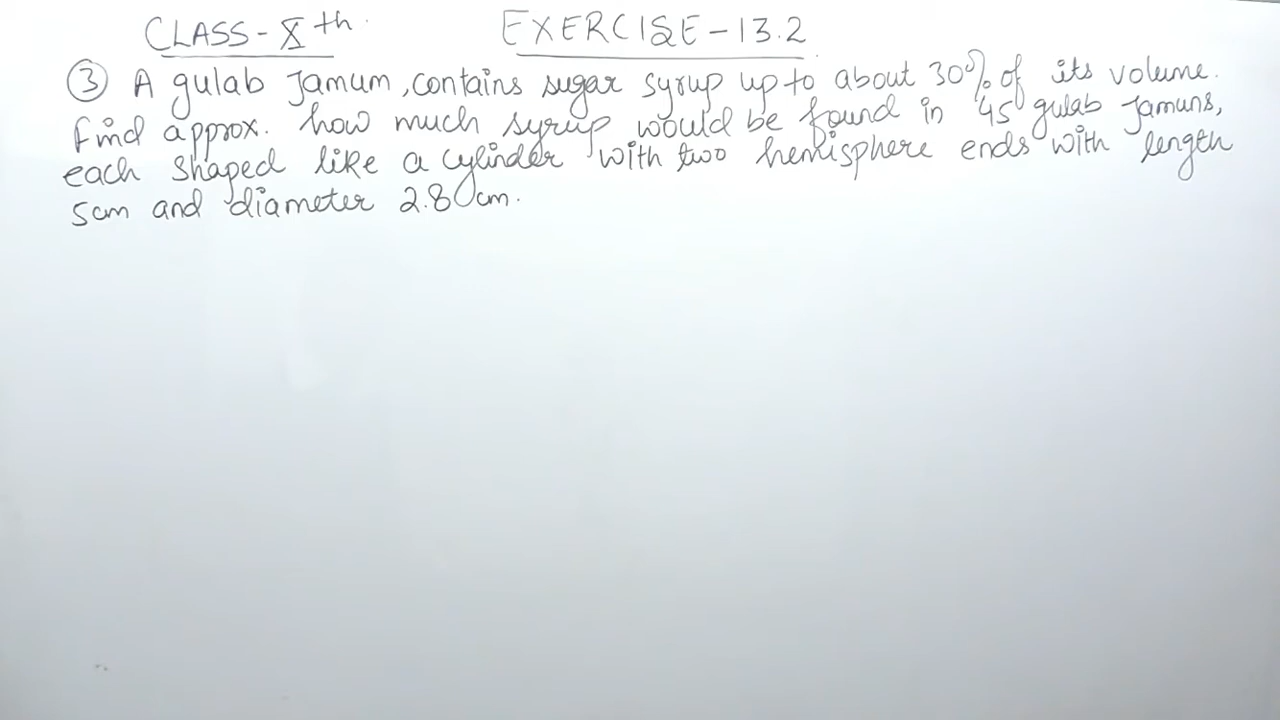 CLASS-Xth. EXERCISE-13.2
③ A gulab Jamum, contains sugar syrup up to about 30% of its volume.
find approx. how much syrup would be found in 45 gulab Jamuns,
each shaped like a cylinder with two hemisphere ends with length
5cm and diameter 2.8 cm.